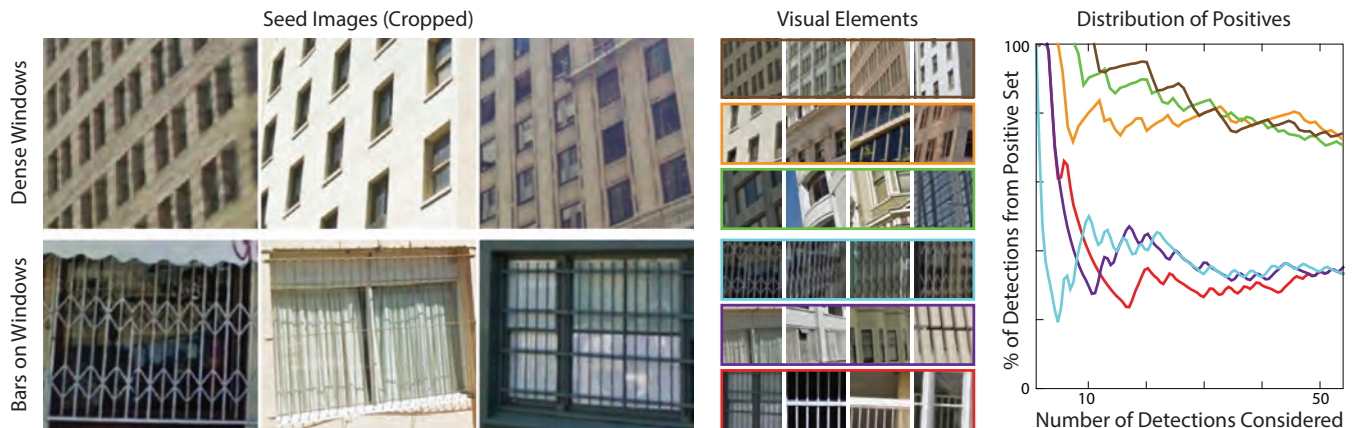 Seed Images (Cropped)
Visual Elements
Distribution of Positives
Dense Windows
Bars on Windows
% of Detections from Positive Set
100
0
10
50
Number of Detections Considered